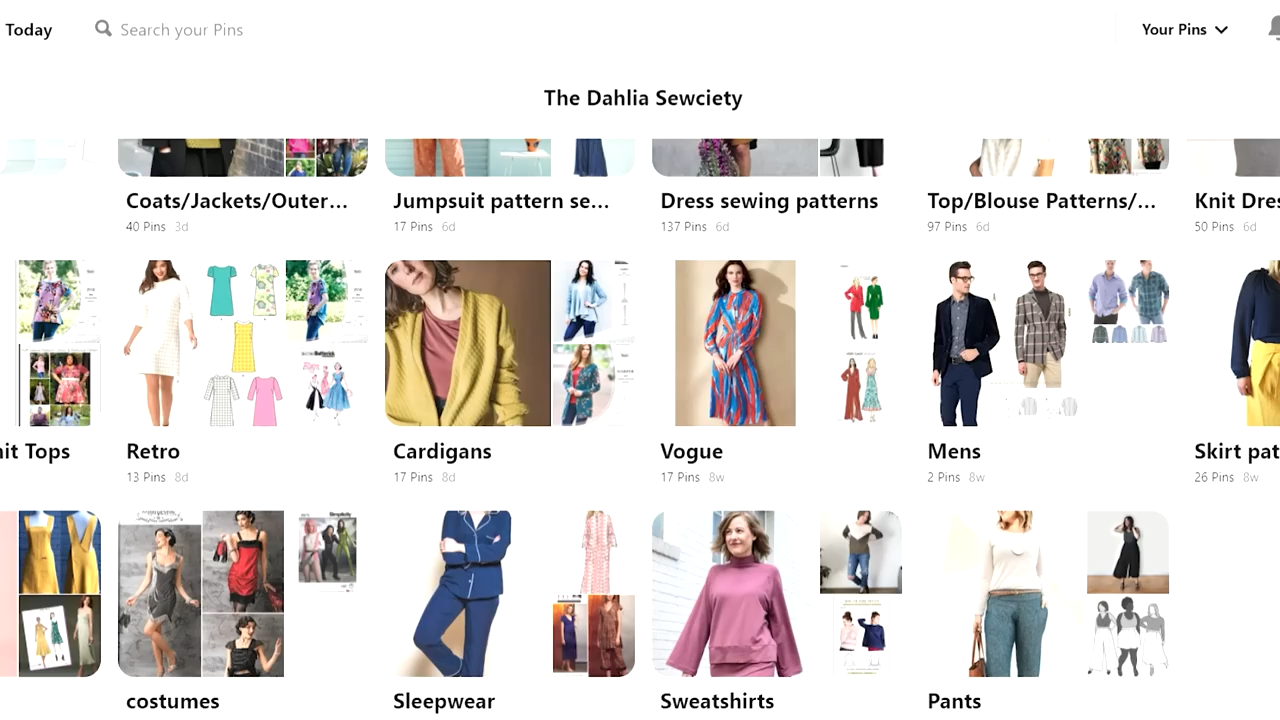 Today
Search your Pins
Your Pins
The Dahlia Sewciety
Coats/Jackets/Outer...
Jumpsuit pattern se...
Dress sewing patterns
Top/Blouse Patterns/...
Knit Dres
40 Pins 3d
17 Pins 6d
137 Pins 6d
97 Pins 6d
50 Pins 6d
nit Tops
Retro
Cardigans
Vogue
Mens
Skirt pat
13 Pins 8d
17 Pins 8d
17 Pins 8w
2 Pins 8w
26 Pins 8w
costumes
Sleepwear
Sweatshirts
Pants